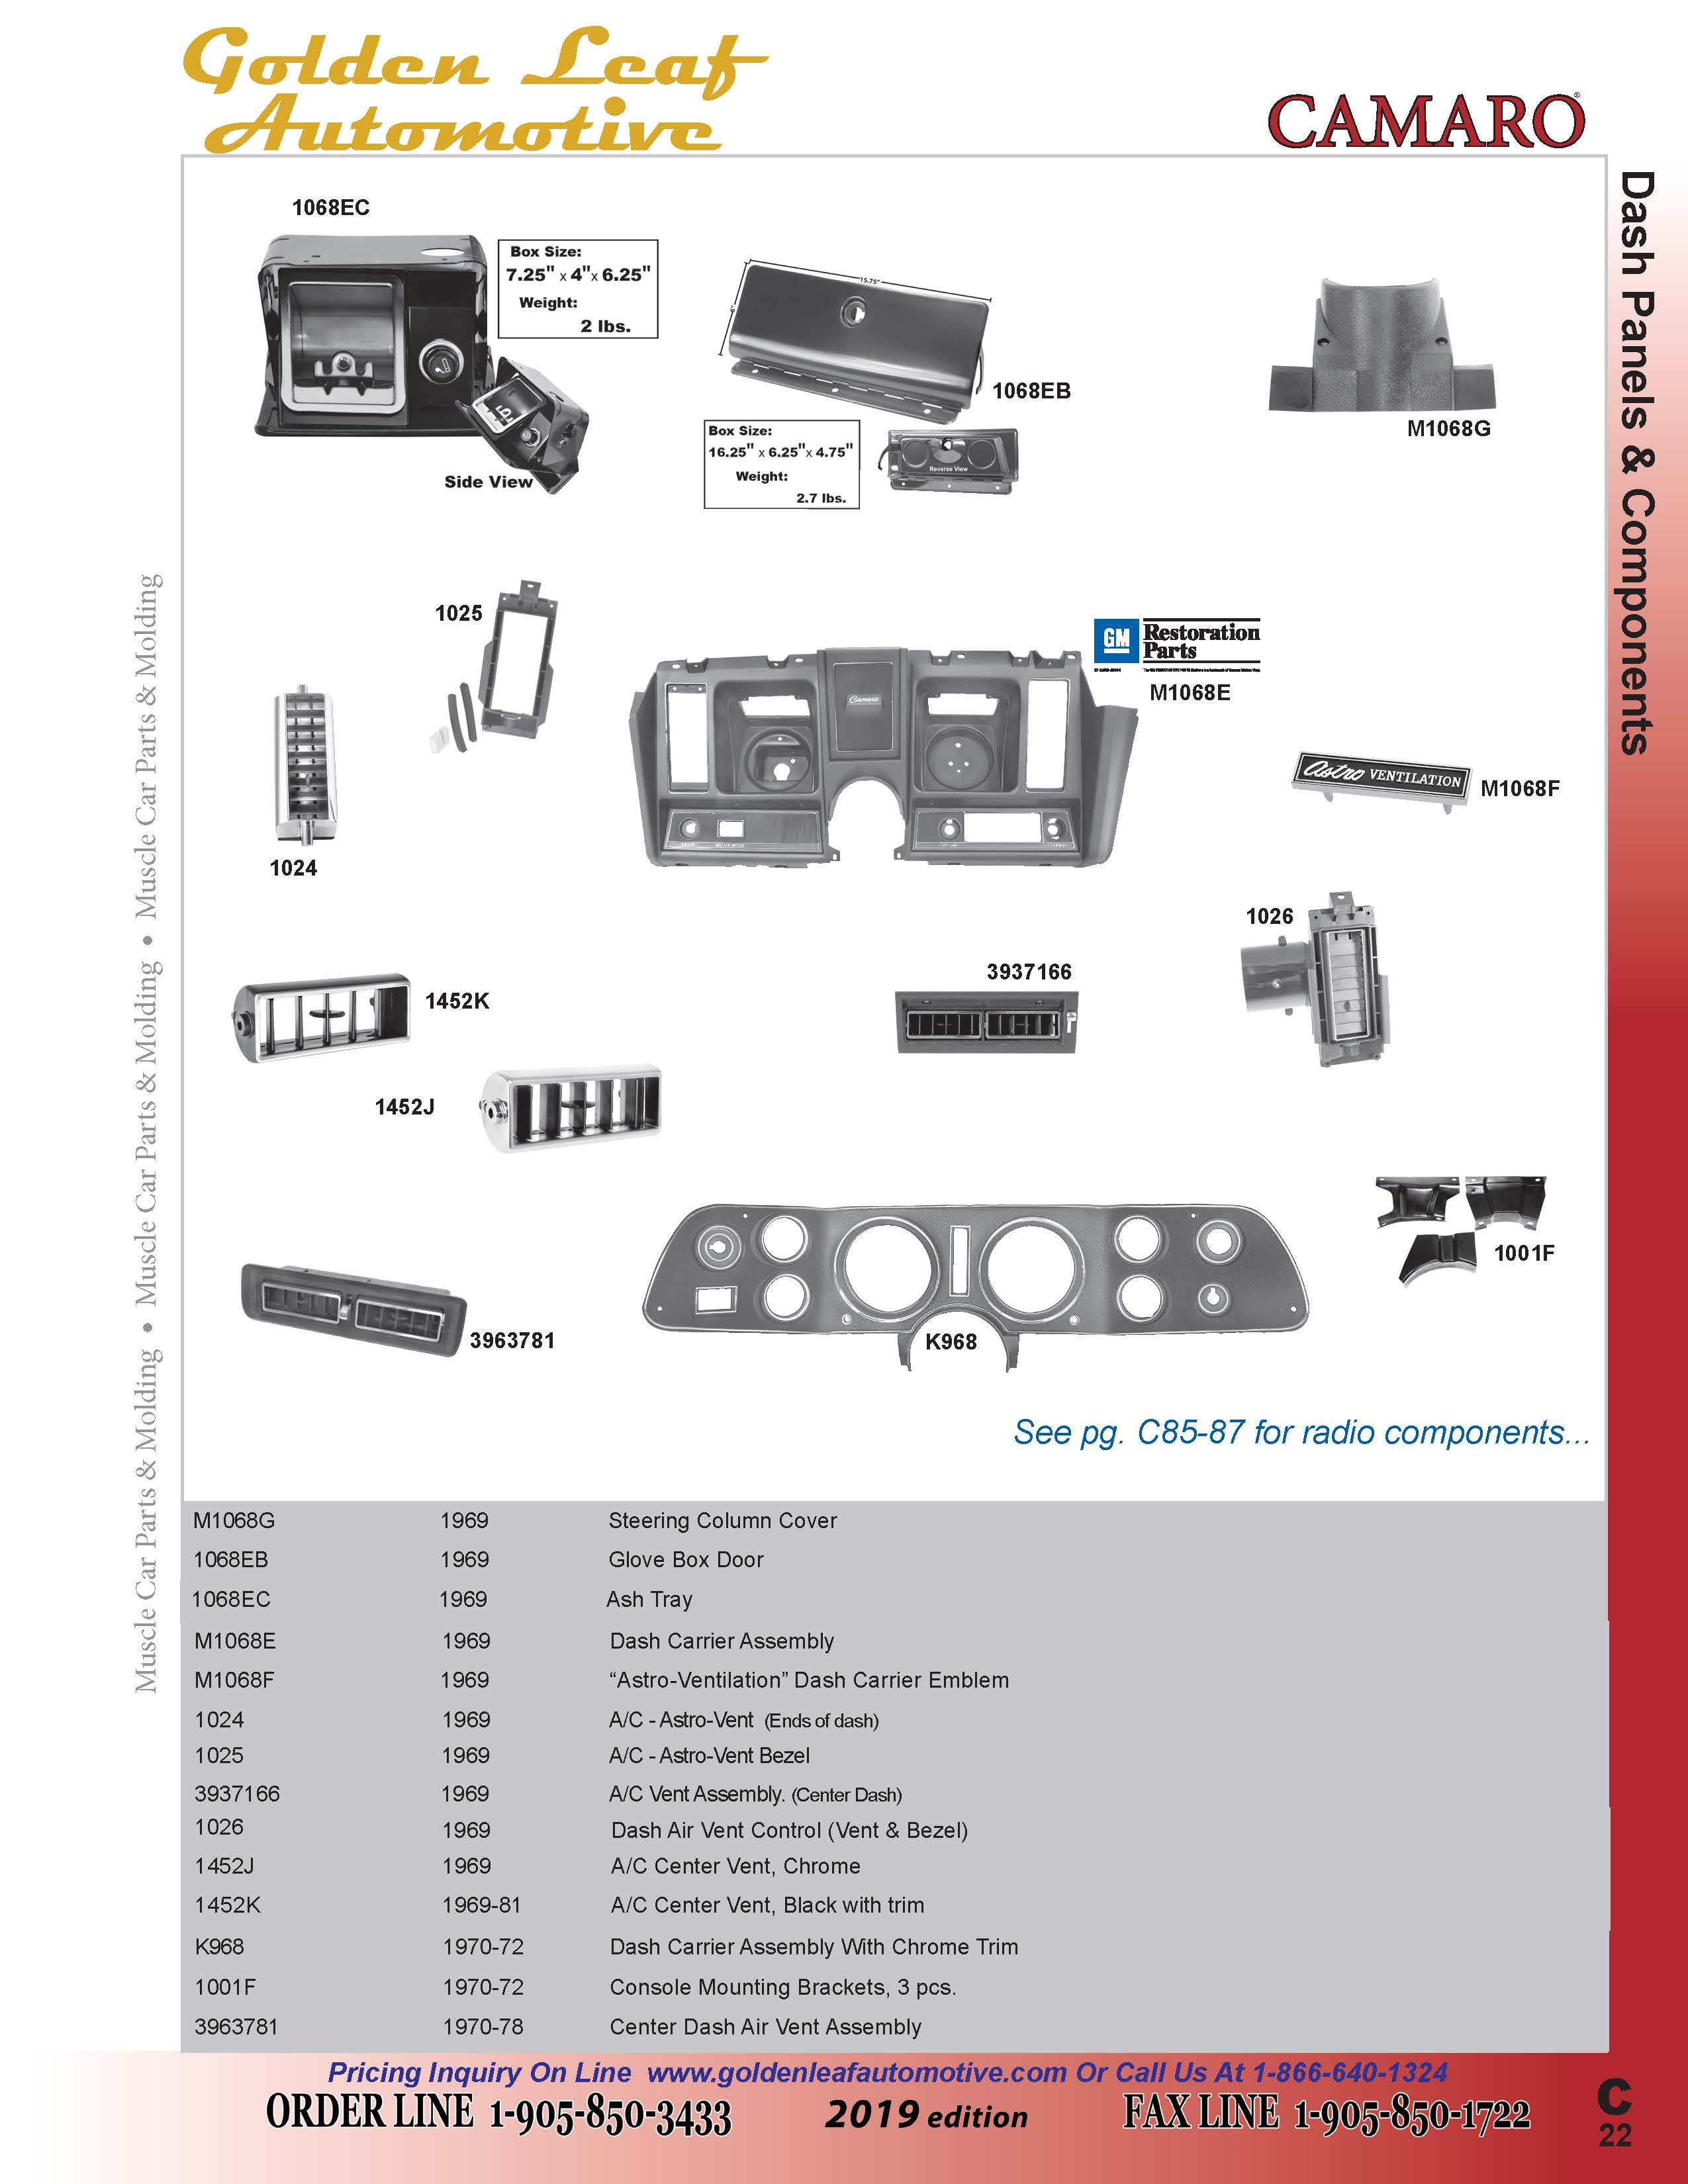 Golden Leaf
Automotive
CAMARO®
Dash Panels & Components
Muscle Car Parts & Molding • Muscle Car Parts & Molding • Muscle Car Parts & Molding
1068EC
Box Size:
7.25" x 4"x 6.25"
Weight:
2 lbs.
Side View
15.75"
1068EB
Box Size:
16.25" x 6.25"x 4.75"
Weight:
2.7 lbs.
Reverse View
M1068G
1025
1024
Camaro
GM Restoration
Parts
M1068E
Astro VENTILATION
M1068F
1026
1452K
3937166
1452J
1001F
3963781
K968
See pg. C85-87 for radio components...
M1068G 1969 Steering Column Cover
1068EB 1969 Glove Box Door
1068EC 1969 Ash Tray
M1068E 1969 Dash Carrier Assembly
M1068F 1969 “Astro-Ventilation” Dash Carrier Emblem
1024 1969 A/C - Astro-Vent (Ends of dash)
1025 1969 A/C - Astro-Vent Bezel
3937166 1969 A/C Vent Assembly. (Center Dash)
1026 1969 Dash Air Vent Control (Vent & Bezel)
1452J 1969 A/C Center Vent, Chrome
1452K 1969-81 A/C Center Vent, Black with trim
K968 1970-72 Dash Carrier Assembly With Chrome Trim
1001F 1970-72 Console Mounting Brackets, 3 pcs.
3963781 1970-78 Center Dash Air Vent Assembly
Pricing Inquiry On Line www.goldenleafautomotive.com Or Call Us At 1-866-640-1324
ORDER LINE 1-905-850-3433 2019 edition FAX LINE 1-905-850-1722
C
22